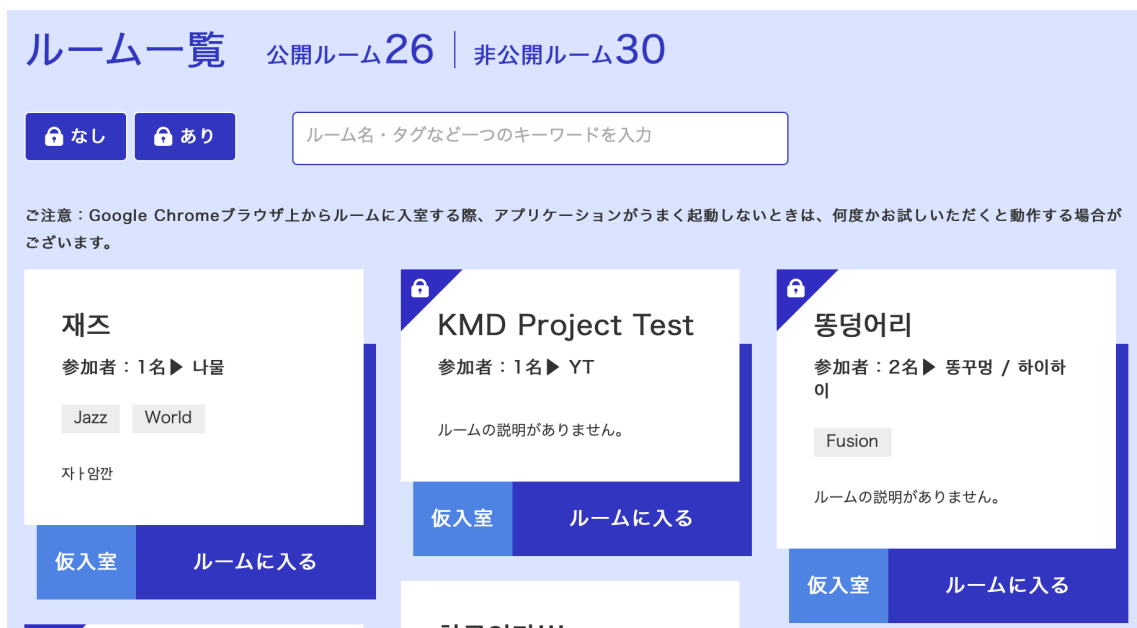 ルーム一覧 公開ルーム26 非公開ルーム30
なし あり ルーム名・タグなど一つのキーワードを入力
ご注意：Google Chromeブラウザ上からルームに入室する際、アプリケーションがうまく起動しないときは、何度かお試しいただくと動作する場合が
ございます。
재즈
参加者：1名▶ 나물
Jazz World
자ㅏ암깐
仮入室 ルームに入る
KMD Project Test
参加者：1名▶ YT
ルームの説明がありません。
仮入室 ルームに入る
똥덩어리
参加者：2名▶ 똥꾸멍 / 하이하
이
Fusion
ルームの説明がありません。
仮入室 ルームに入る